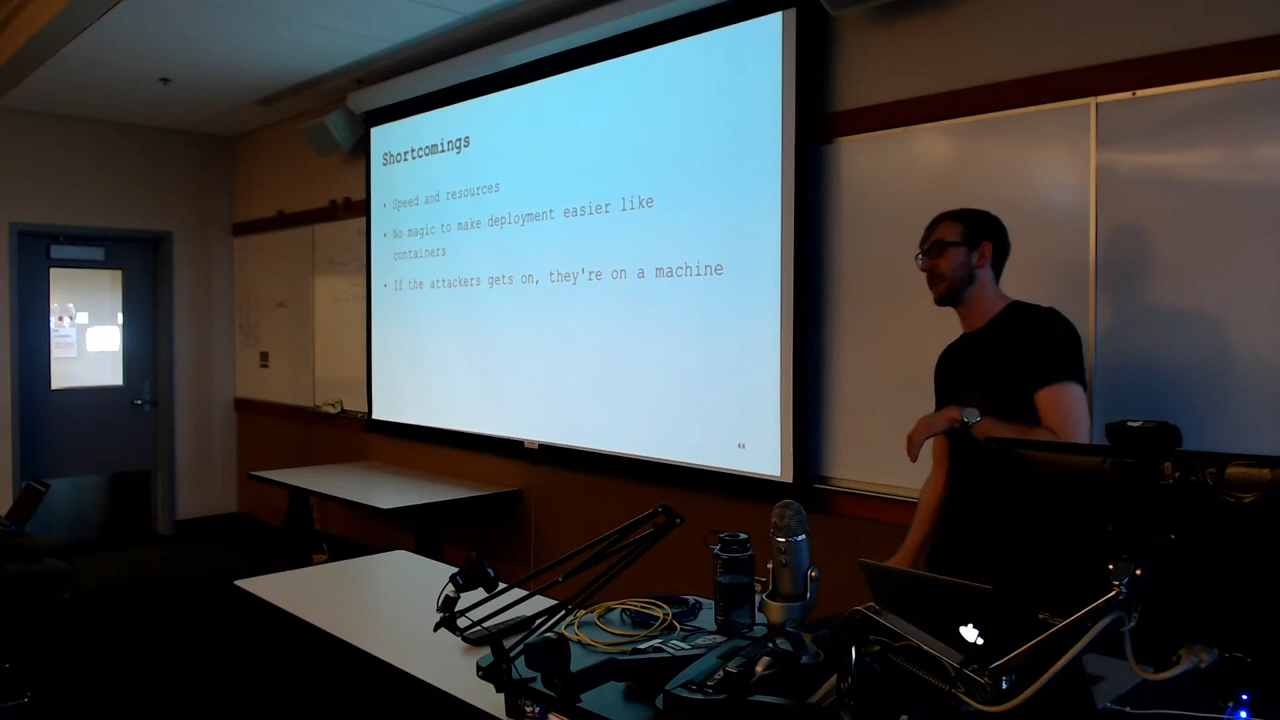 Shortcomings
• Speed and resources
• No magic to make deployment easier like
containers
• If the attackers gets on, they're on a machine
46